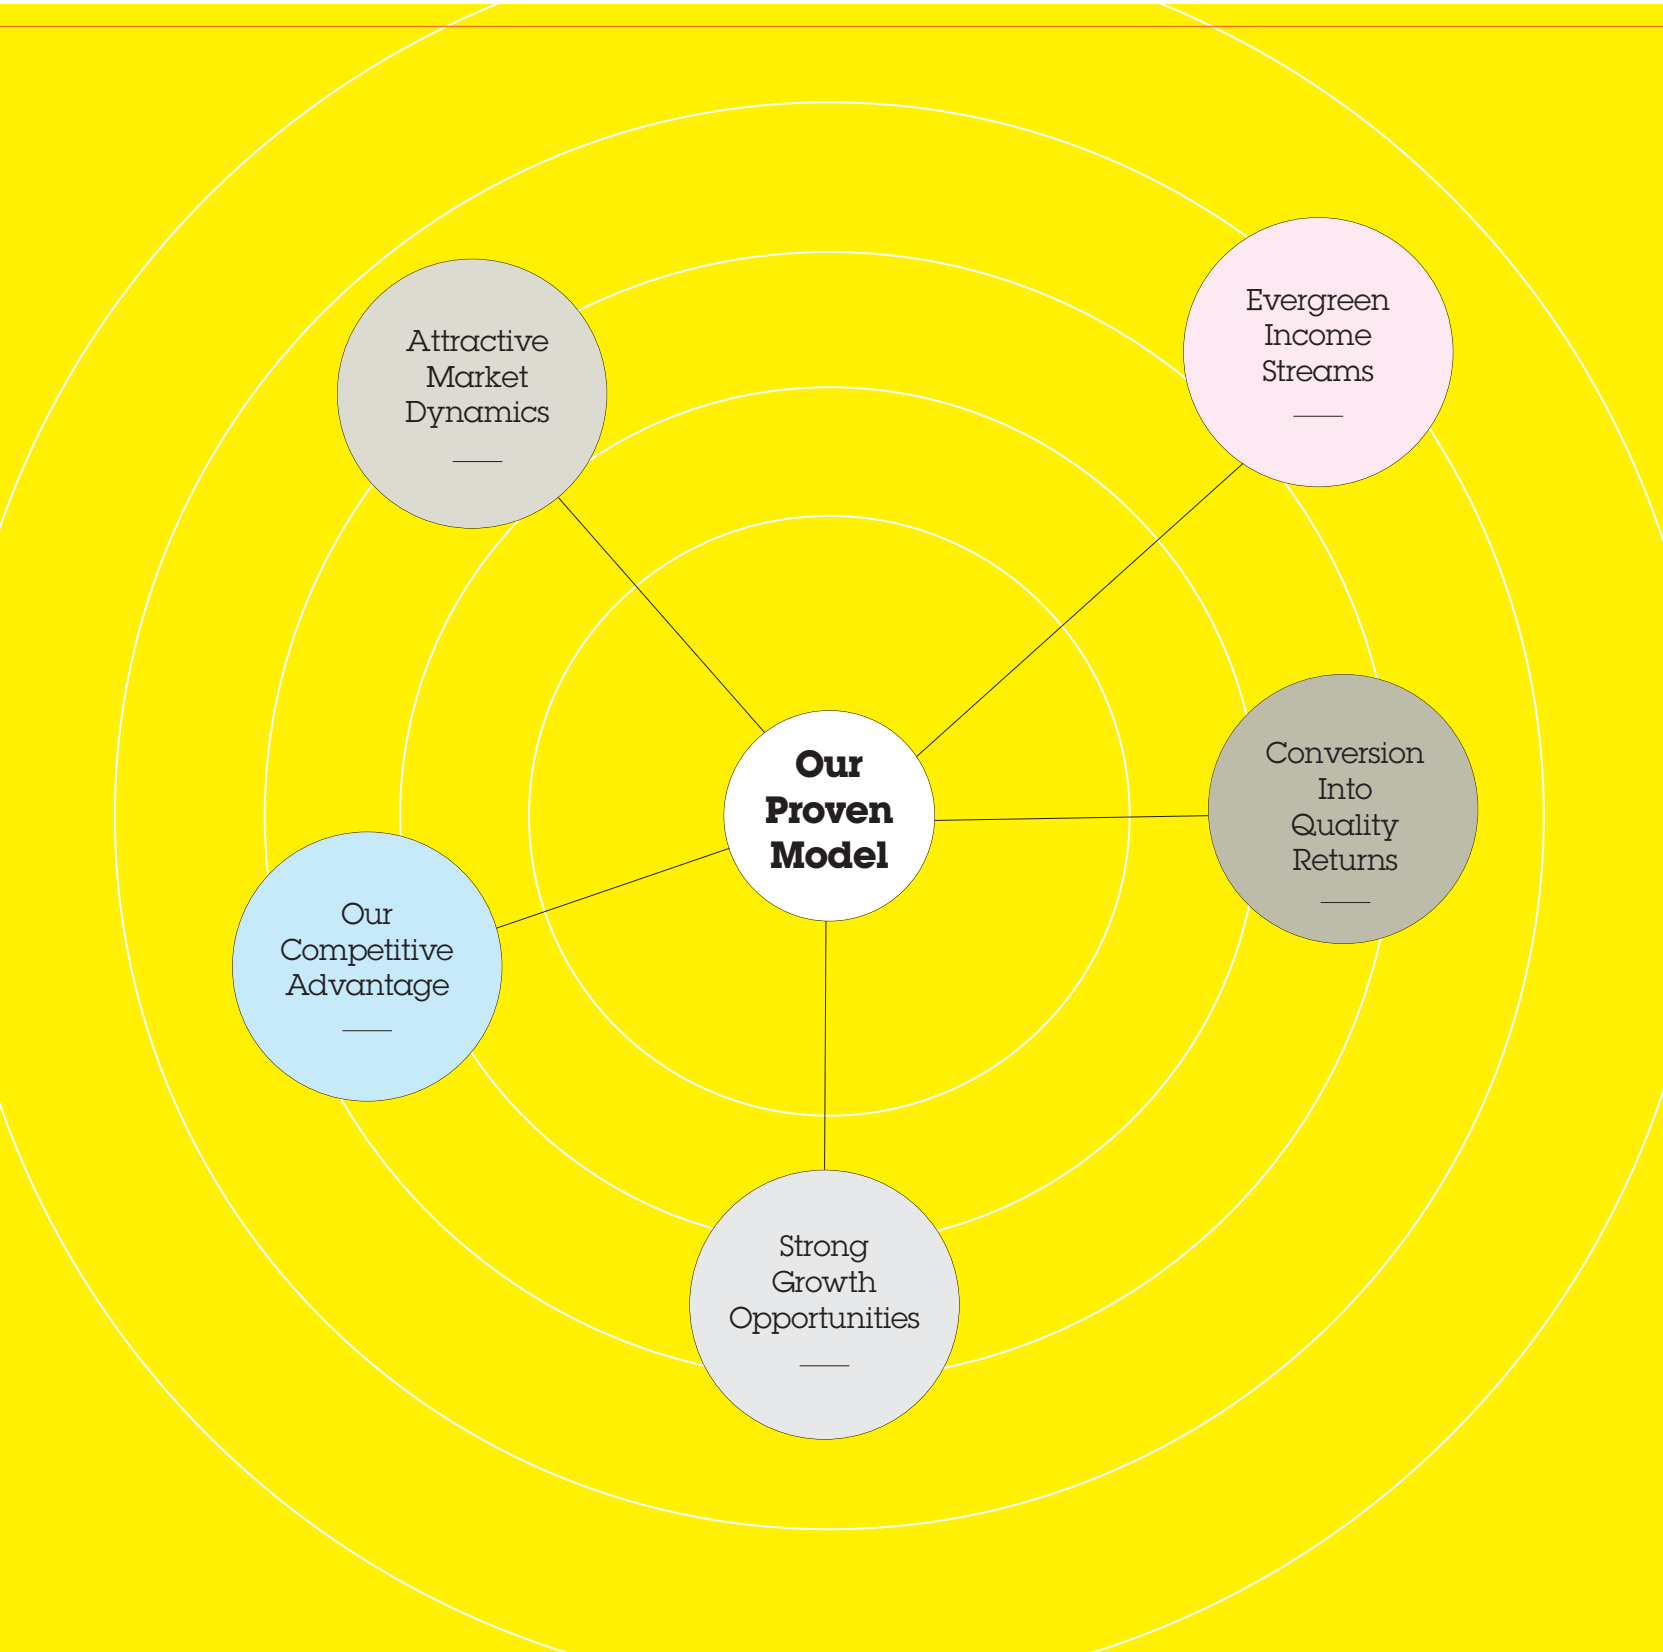 Attractive
Market
Dynamics
Evergreen
Income
Streams
Our
Proven
Model
Conversion
Into
Quality
Returns
Our
Competitive
Advantage
Strong
Growth
Opportunities